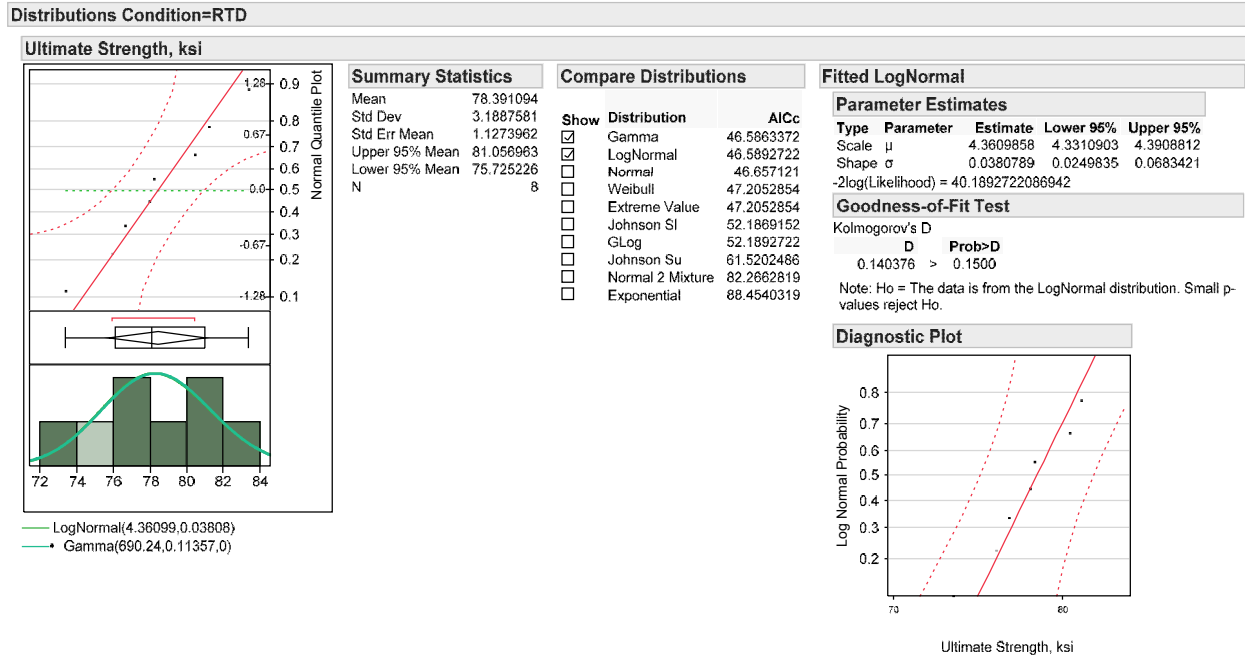 Distributions Condition=RTD
Ultimate Strength, ksi
1.28 0.9
0.8
0.67
0.7
0.6
0.0 0.5
0.4
0.3
-0.67
0.2
-1.28 0.1
Normal Quantile Plot
72 74 76 78 80 82 84
LogNormal(4.36099,0.03808)
Gamma(690.24,0.11357,0)
Summary Statistics
Mean 78.391094
Std Dev 3.1887581
Std Err Mean 1.1273962
Upper 95% Mean 81.056963
Lower 95% Mean 75.725226
N 8
Compare Distributions
Show Distribution AICc
Gamma 46.5863372
LogNormal 46.5892722
Normal 46.657121
Weibull 47.2052854
Extreme Value 47.2052854
Johnson Sl 52.1869152
GLog 52.1892722
Johnson Su 61.5202486
Normal 2 Mixture 82.2662819
Exponential 88.4540319
Fitted LogNormal
Parameter Estimates
Type Parameter Estimate Lower 95% Upper 95%
Scale μ 4.3609858 4.3310903 4.3908812
Shape σ 0.0380789 0.0249835 0.0683421
-2log(Likelihood) = 40.1892722086942
Goodness-of-Fit Test
Kolmogorov's D
D Prob>D
0.140376 > 0.1500
Note: Ho = The data is from the LogNormal distribution. Small p-
values reject Ho.
Diagnostic Plot
0.8
0.7
0.6
0.5
0.4
0.3
0.2
Log Normal Probability
70 80
Ultimate Strength, ksi